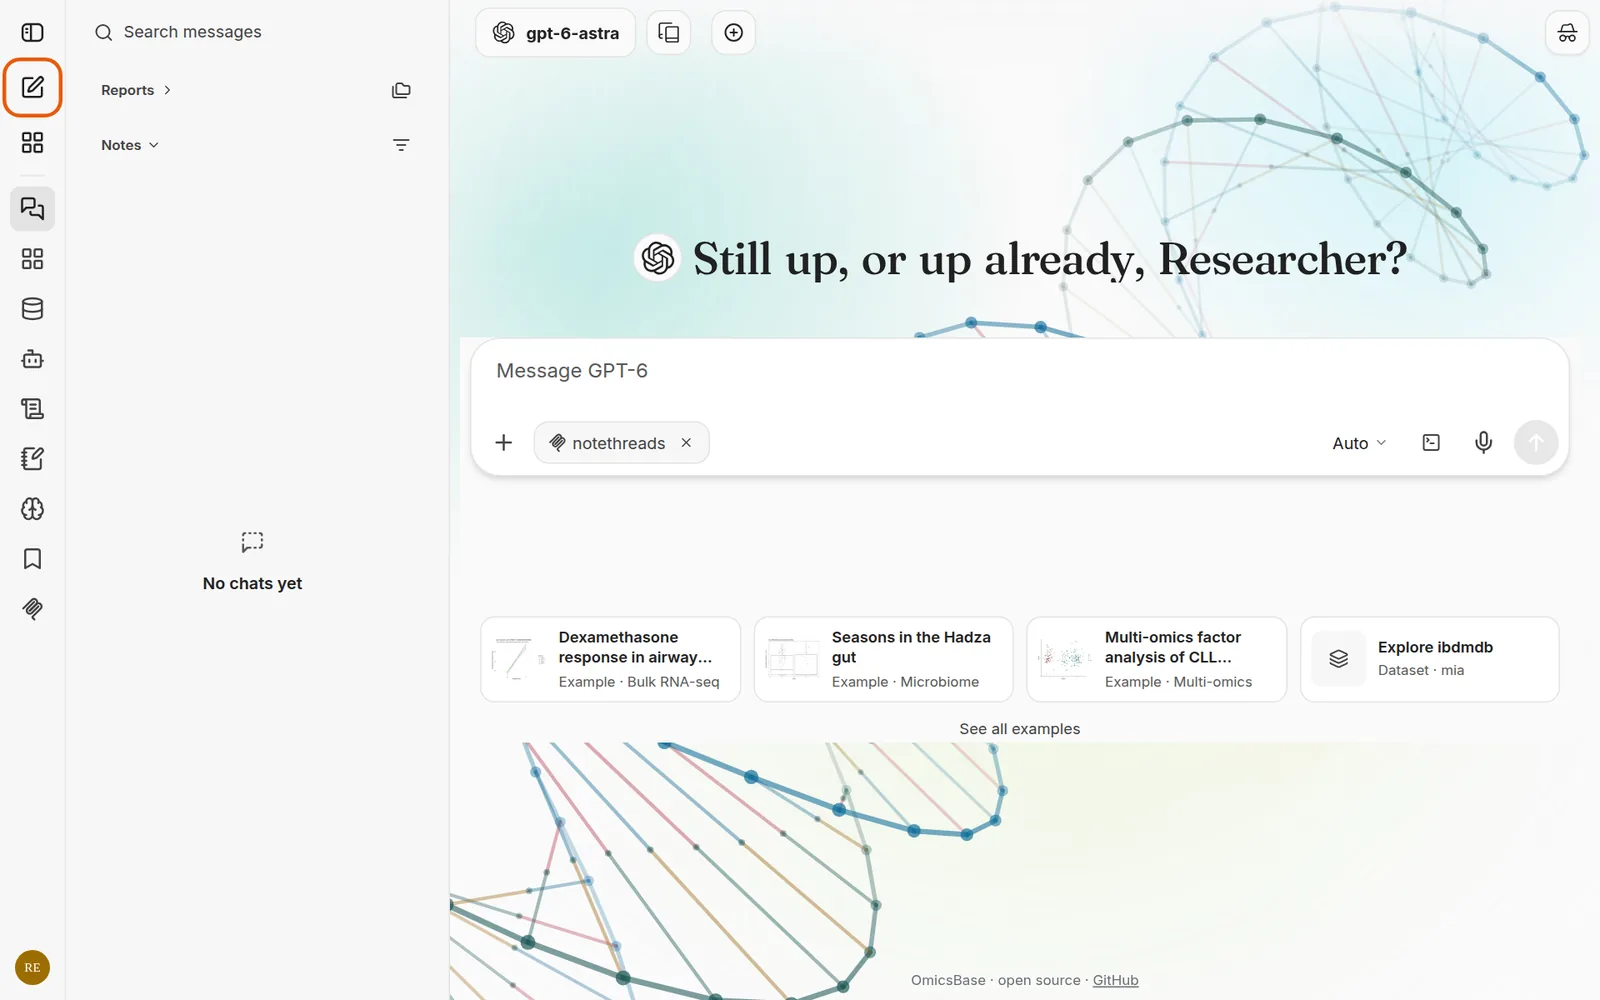 Search messages
Reports
Notes
No chats yet
RE
gpt-6-astra
Still up, or up already, Researcher?
Message GPT-6
notethreads
Auto
Dexamethasone
response in airway...
Example · Bulk RNA-seq
Seasons in the Hadza
gut
Example · Microbiome
Multi-omics factor
analysis of CLL...
Example · Multi-omics
Explore ibdmdb
Dataset · mia
See all examples
OmicsBase · open source · GitHub